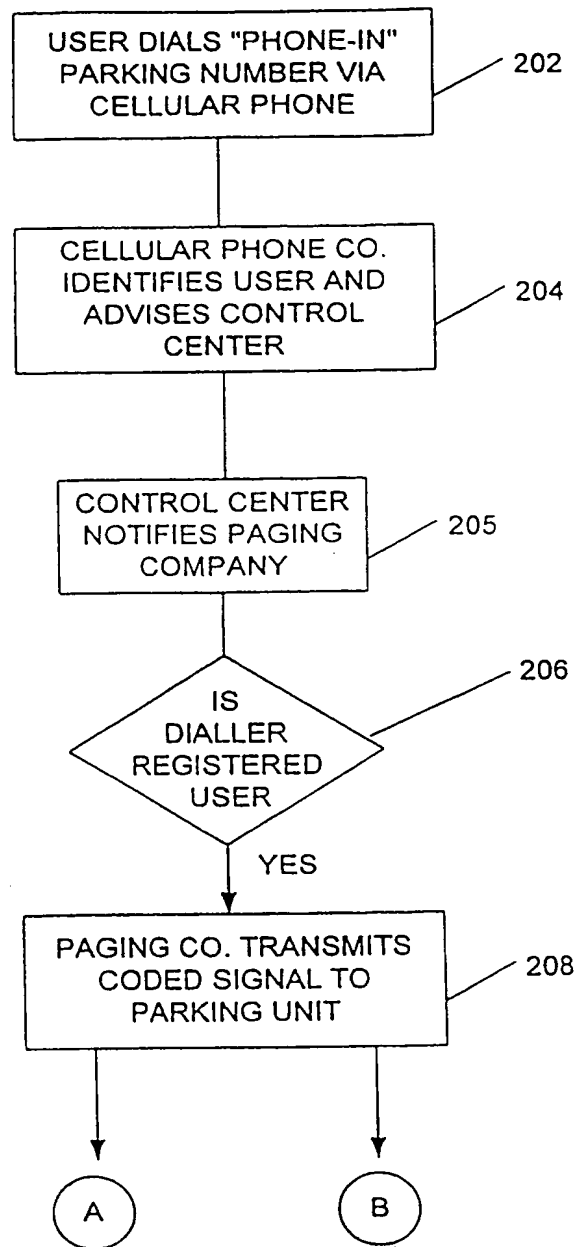 USER DIALS "PHONE-IN"
PARKING NUMBER VIA
CELLULAR PHONE
202
CELLULAR PHONE CO.
IDENTIFIES USER AND
ADVISES CONTROL
CENTER
204
CONTROL CENTER
NOTIFIES PAGING
COMPANY
205
IS
DIALLER
REGISTERED
USER
206
YES
PAGING CO. TRANSMITS
CODED SIGNAL TO
PARKING UNIT
208
A
B